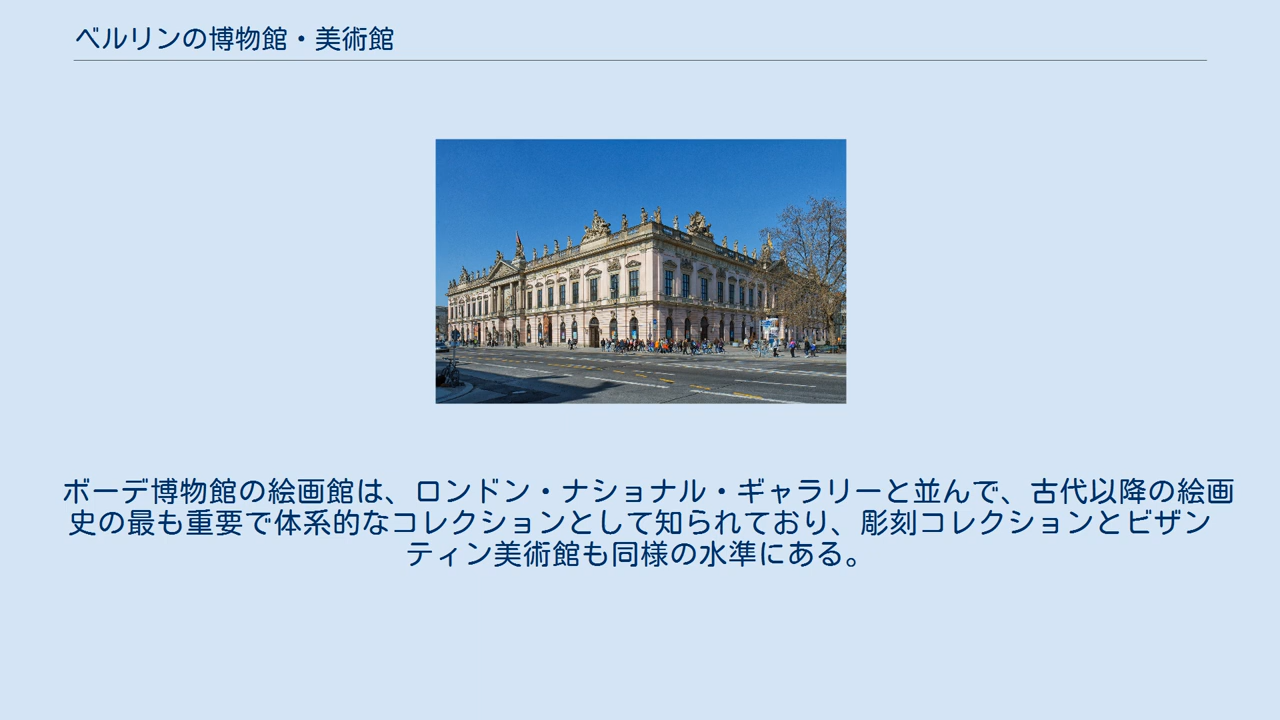 ベルリンの博物館・美術館
ボーデ博物館の絵画館は、ロンドン・ナショナル・ギャラリーと並んで、古代以降の絵画
史の最も重要で体系的なコレクションとして知られており、彫刻コレクションとビザン
ティン美術館も同様の水準にある。